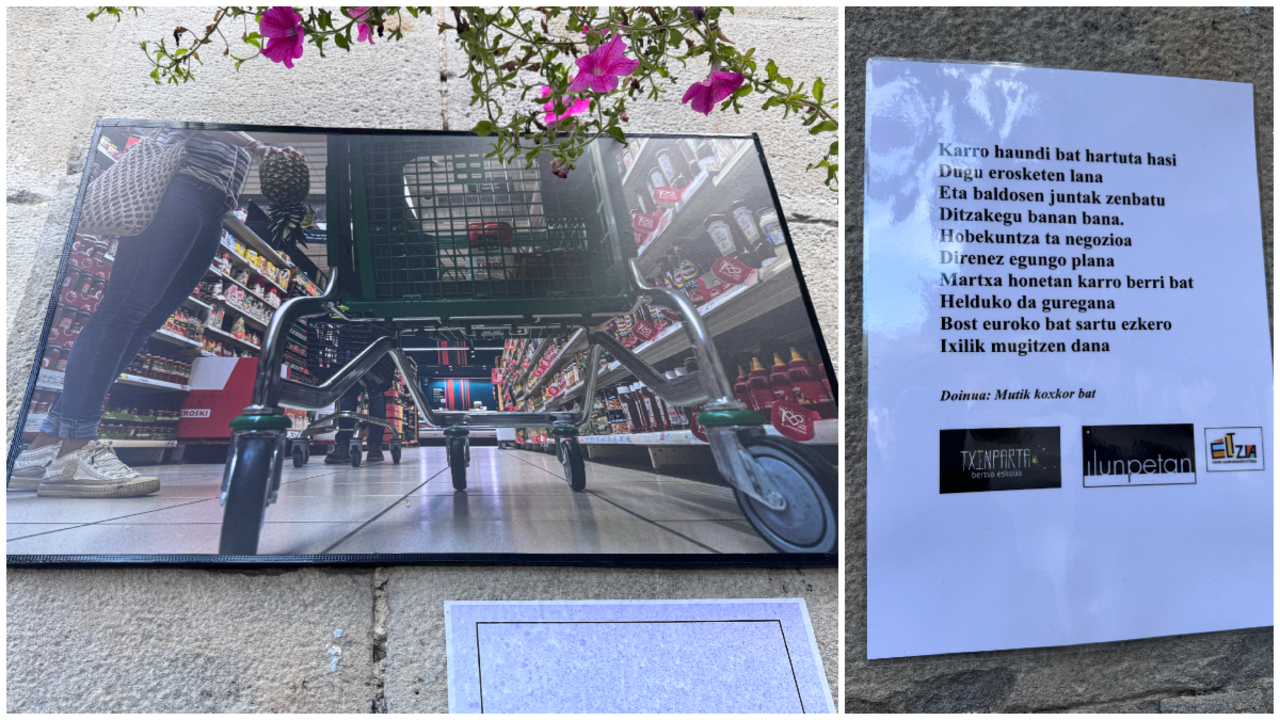 EROSKI
Karro haundi bat hartuta hasi
Dugu erosketen lana
Eta baldosen juntak zenbatu
Ditzakegu banan bana.
Hobekuntza ta negozioa
Direnez egungo plana
Martxa honetan karro berri bat
Helduko da guregana
Bost euroko bat sartu ezkero
Ixilik mugitzen dana
Doinua: Mutik koxkor bat
TXINPARTA
bertso eskola
ilunpetan
ELTZIA